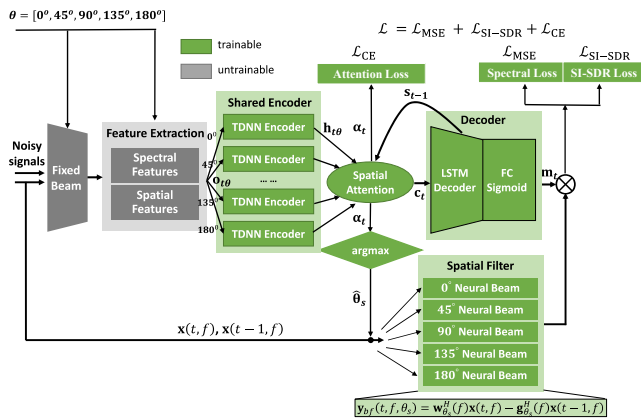 θ = [0°, 45°, 90°, 135°, 180°]
trainable
untrainable
ℒ = ℒ_MSE + ℒ_SI−SDR + ℒ_CE
ℒ_CE
Attention Loss
ℒ_MSE
ℒ_SI−SDR
Spectral Loss
SI-SDR Loss
Noisy
signals
Fixed
Beam
Feature Extraction
Spectral
Features
Spatial
Features
o_tθ
0°
45°
135°
180°
Shared Encoder
TDNN Encoder
TDNN Encoder
... ...
TDNN Encoder
TDNN Encoder
h_tθ
α_t
s_{t−1}
Spatial
Attention
c_t
α_t
argmax
θ̂_s
Decoder
LSTM
Decoder
FC
Sigmoid
m_t
Spatial Filter
0° Neural Beam
45° Neural Beam
90° Neural Beam
135° Neural Beam
180° Neural Beam
x(t, f), x(t − 1, f)
y_bf(t, f, θ_s) = w^H_θ_s(f)x(t, f) − g^H_θ_s(f)x(t − 1, f)